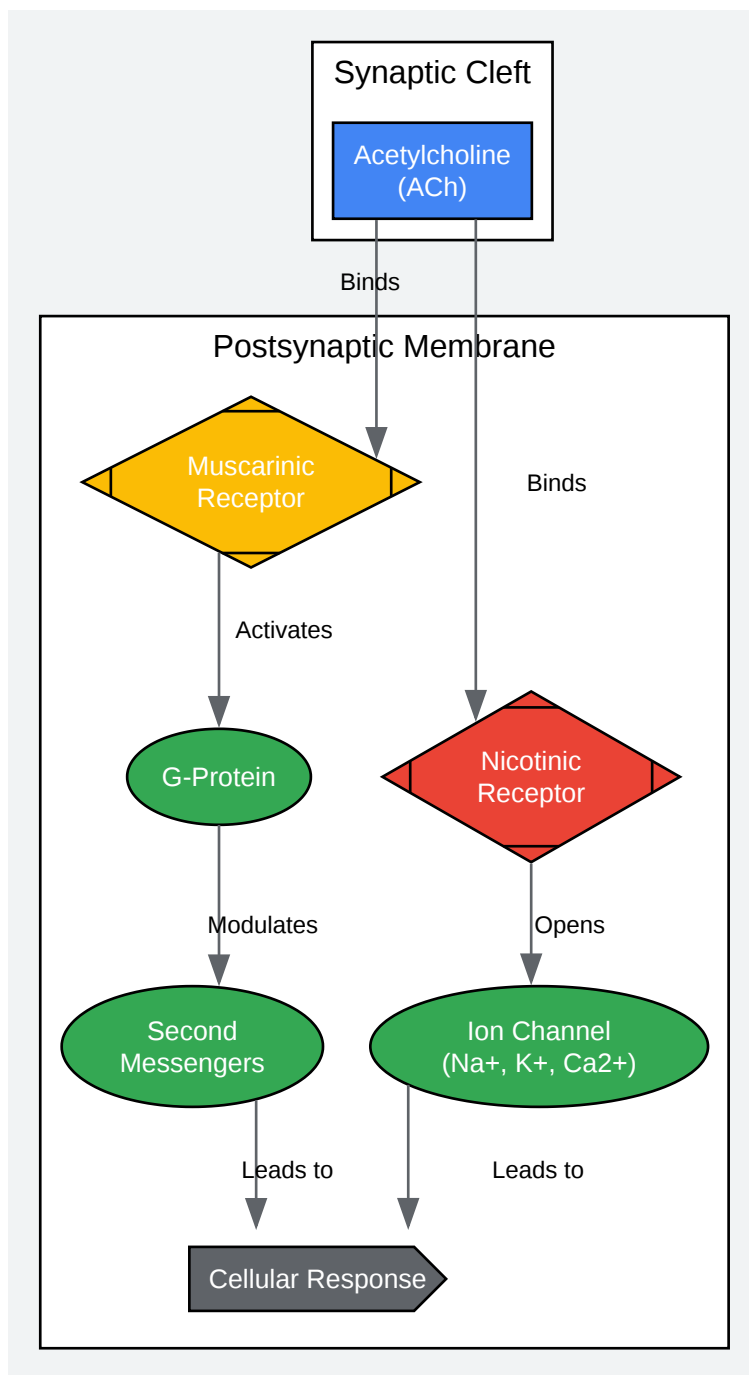 Synaptic Cleft
Acetylcholine
(ACh)
Binds
Postsynaptic Membrane
Muscarinic
Receptor
Binds
Activates
G-Protein
Nicotinic
Receptor
Modulates
Opens
Second
Messengers
Ion Channel
(Na+, K+, Ca2+)
Leads to
Leads to
Cellular Response